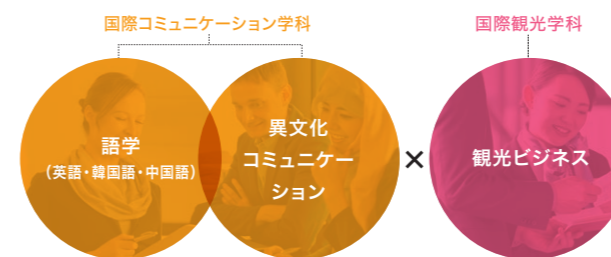 国際コミュニケーション学科
国際観光学科
語学
（英語・韓国語・中国語）
異文化
コミュニケー
ション
×
観光ビジネス